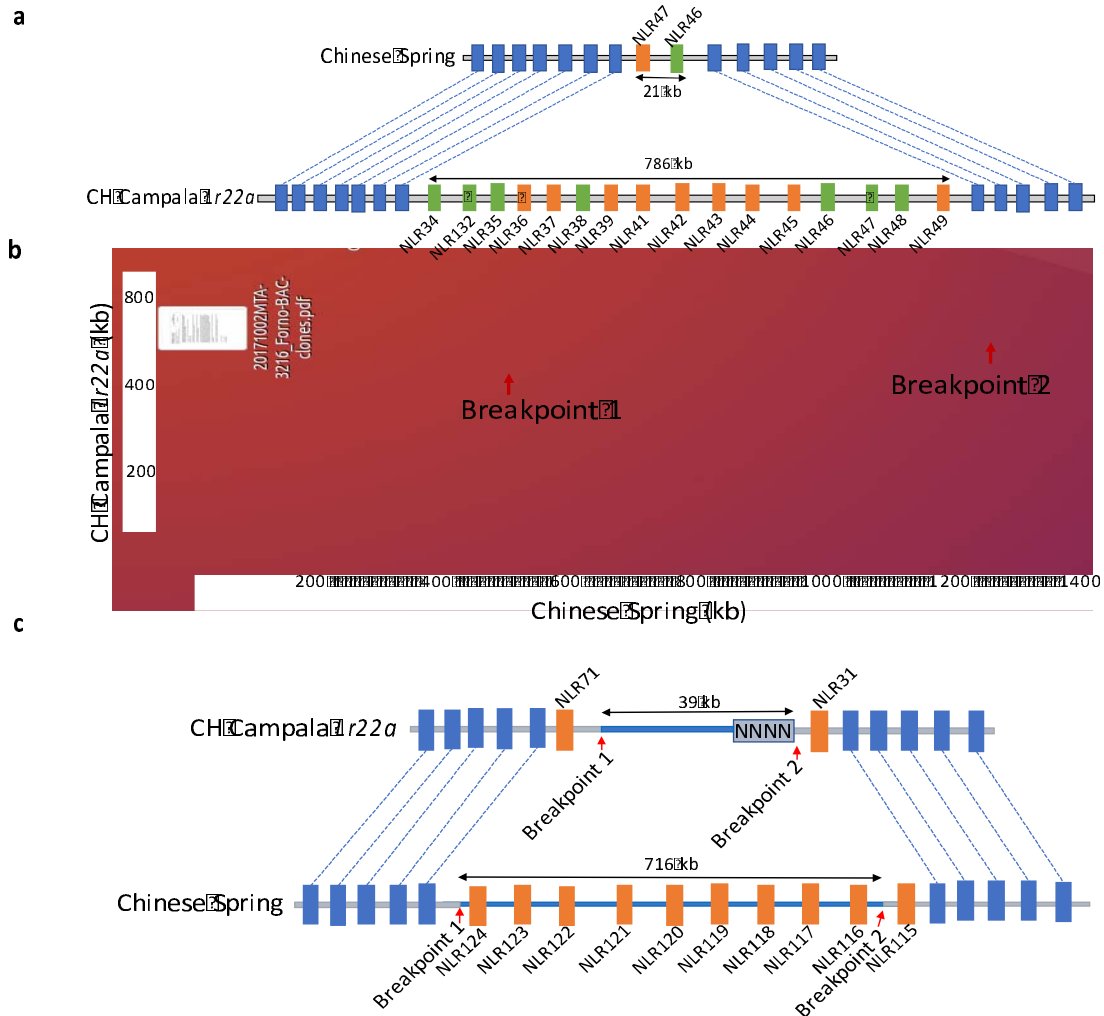 a
NLR47 NLR46
Chinese Spring
21 kb
786 kb
CH Campala Lr22a
NLR34 NLR132 NLR35 NLR36 NLR37 NLR38 NLR39 NLR41 NLR42 NLR43 NLR44 NLR45 NLR46 NLR47 NLR48 NLR49
b
CH Campala Lr22a (kb)
800
400
200
20171002MTA-
3216_Forno-BAC-
clones.pdf
Breakpoint 1
Breakpoint 2
200 400 600 800 1000 1200 1400
Chinese Spring (kb)
c
NLR71 NLR31
39 kb
CH Campala Lr22a
NNNN
Breakpoint 1 Breakpoint 2
716 kb
Chinese Spring
Breakpoint 1 NLR124 NLR123 NLR122 NLR121 NLR120 NLR119 NLR118 NLR117 NLR116 Breakpoint 2 NLR115